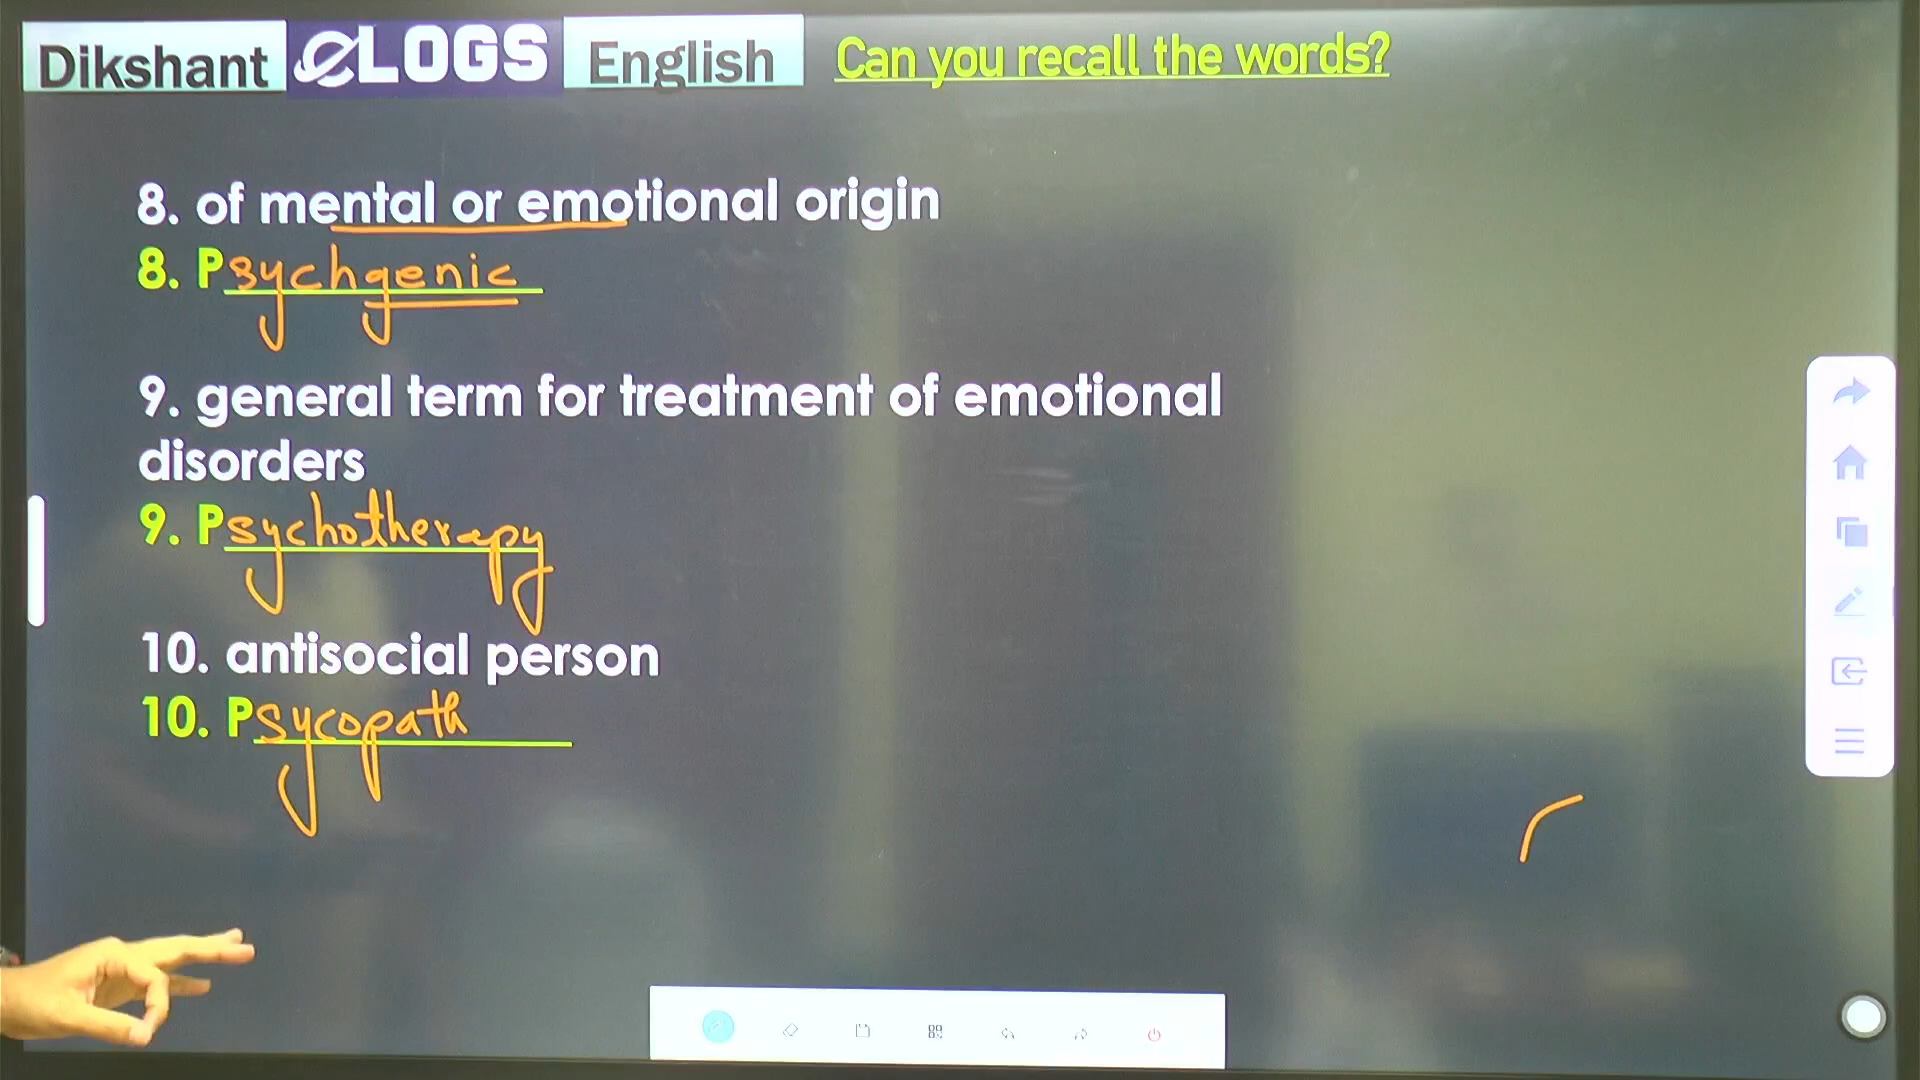 Dikshant eLOGS English Can you recall the words?
8. of mental or emotional origin
8. Psychgenic
9. general term for treatment of emotional
disorders
9. Psychotherapy
10. antisocial person
10. Psycopath